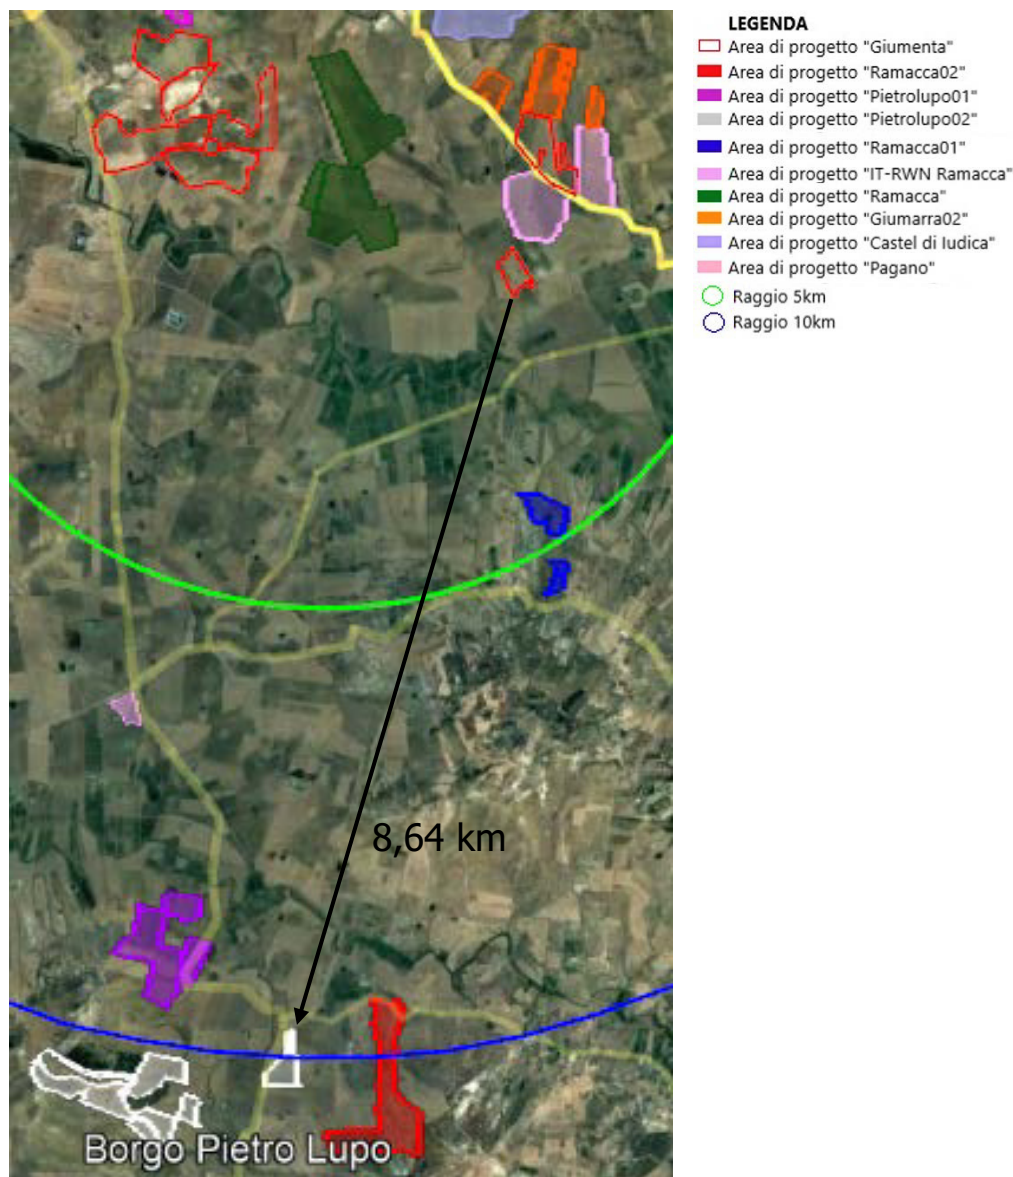 LEGENDA
Area di progetto "Giumenta"
Area di progetto "Ramacca02"
Area di progetto "Pietrolupo01"
Area di progetto "Pietrolupo02"
Area di progetto "Ramacca01"
Area di progetto "IT-RWN Ramacca"
Area di progetto "Ramacca"
Area di progetto "Giumarra02"
Area di progetto "Castel di Iudica"
Area di progetto "Pagano"
Raggio 5km
Raggio 10km
8,64 km
Borgo Pietro Lupo